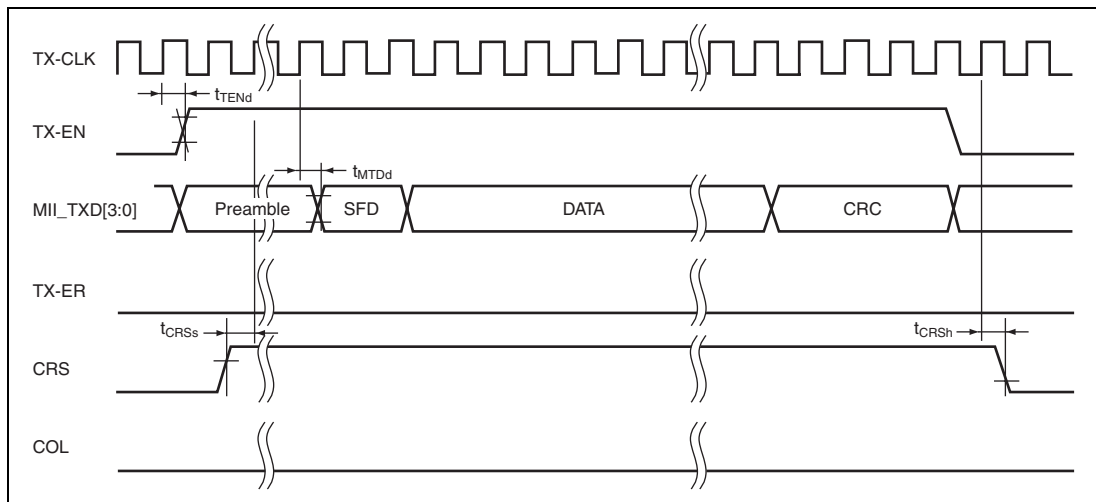 TX-CLK
tTENd
TX-EN
tMTDd
MII_TXD[3:0] Preamble SFD DATA CRC
TX-ER
tCRSs tCRSh
CRS
COL